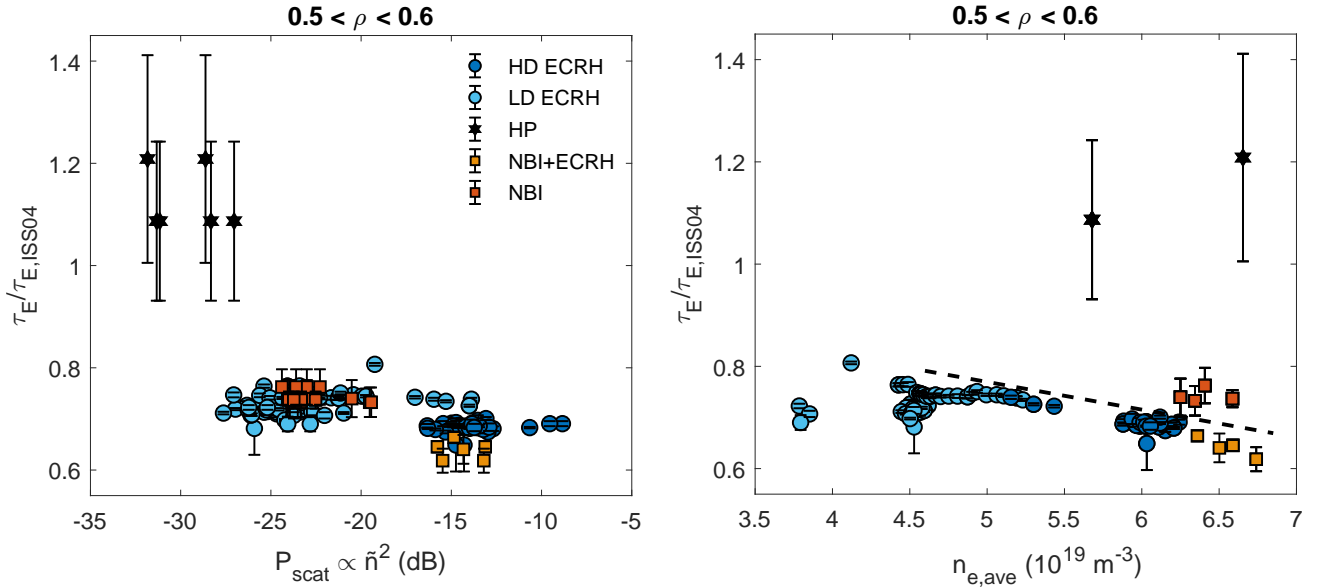 0.5 < ρ < 0.6
1.4
1.2
1
0.8
0.6
τE/τE,ISS04
-35 -30 -25 -20 -15 -10 -5
Pscat ∝ ñ² (dB)
HD ECRH
LD ECRH
HP
NBI+ECRH
NBI
0.5 < ρ < 0.6
1.4
1.2
1
0.8
0.6
τE/τE,ISS04
3.5 4 4.5 5 5.5 6 6.5 7
ne,ave (10¹⁹ m⁻³)